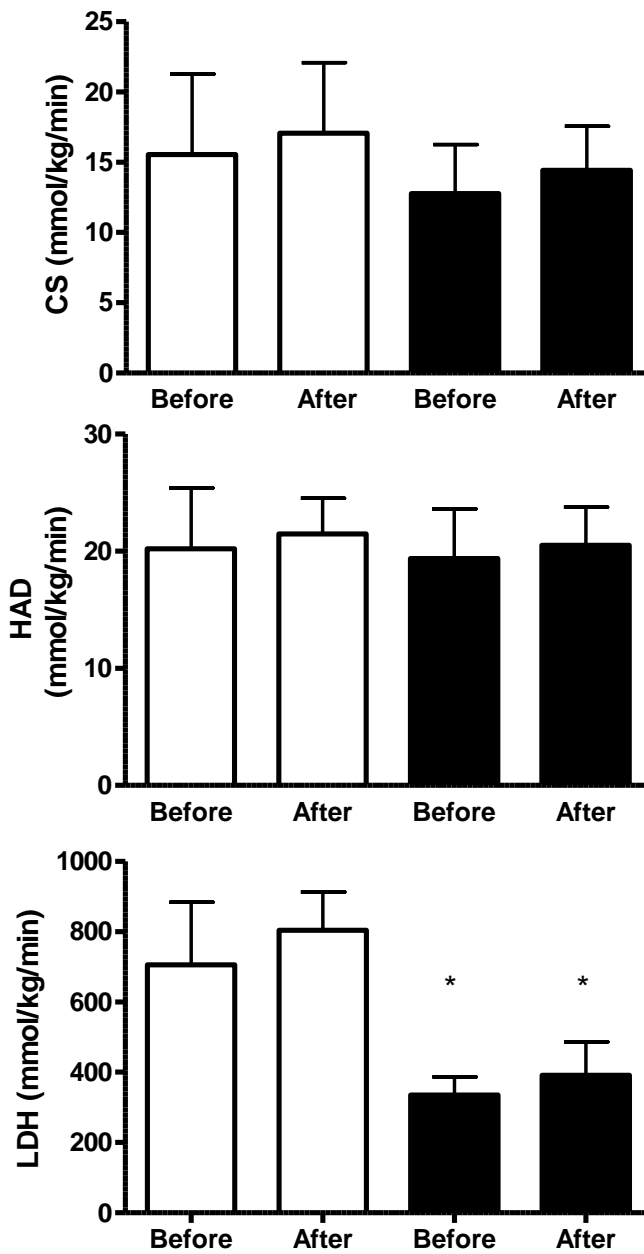 CS (mmol/kg/min)
25
20
15
10
5
0
Before After Before After
HAD
(mmol/kg/min)
30
20
10
0
Before After Before After
LDH (mmol/kg/min)
1000
800
600
400
200
0
* *
Before After Before After